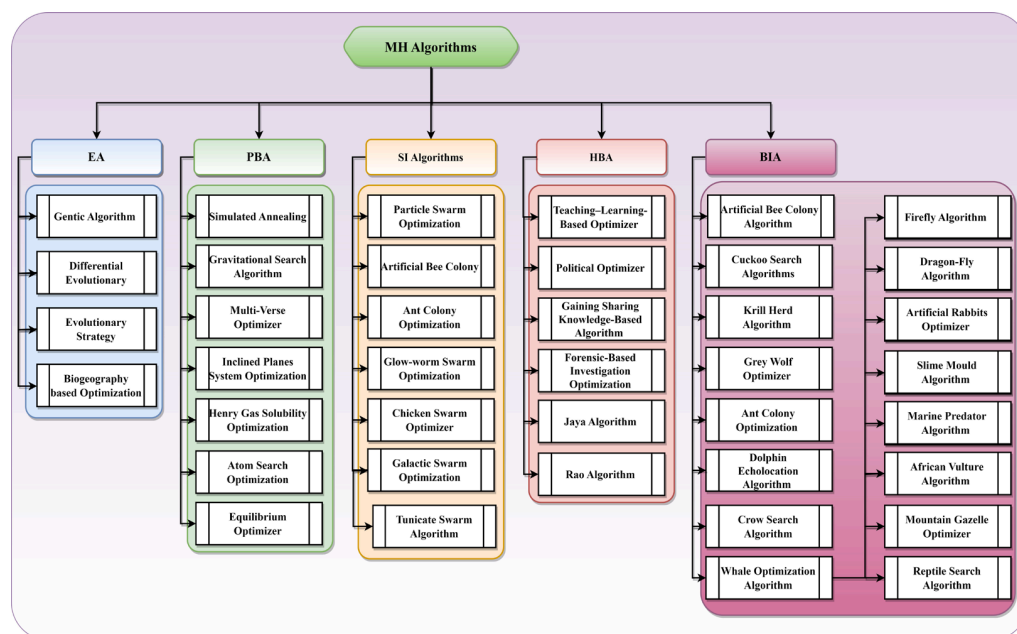 MH Algorithms
EA
PBA
SI Algorithms
HBA
BIA
Gentic Algorithm
Differential
Evolutionary
Evolutionary
Strategy
Biogeography
based Optimization
Simulated Annealing
Gravitational Search
Algorithm
Multi-Verse
Optimizer
Inclined Planes
System Optimization
Henry Gas Solubility
Optimization
Atom Search
Optimization
Equilibrium
Optimizer
Particle Swarm
Optimization
Artificial Bee Colony
Ant Colony
Optimization
Glow-worm Swarm
Optimization
Chicken Swarm
Optimizer
Galactic Swarm
Optimization
Tunicate Swarm
Algorithm
Teaching–Learning-
Based Optimizer
Political Optimizer
Gaining Sharing
Knowledge-Based
Algorithm
Forensic-Based
Investigation
Optimization
Jaya Algorithm
Rao Algorithm
Artificial Bee Colony
Algorithm
Cuckoo Search
Algorithms
Krill Herd
Algorithm
Grey Wolf
Optimizer
Ant Colony
Optimization
Dolphin
Echolocation
Algorithm
Crow Search
Algorithm
Whale Optimization
Algorithm
Firefly Algorithm
Dragon-Fly
Algorithm
Artificial Rabbits
Optimizer
Slime Mould
Algorithm
Marine Predator
Algorithm
African Vulture
Algorithm
Mountain Gazelle
Optimizer
Reptile Search
Algorithm